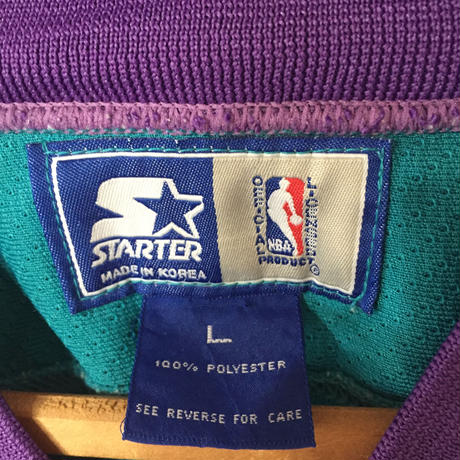 STARTER
MADE IN KOREA
OFFICIAL
LICENSED
NBA
PRODUCT
®
L
100% POLYESTER
SEE REVERSE FOR CARE